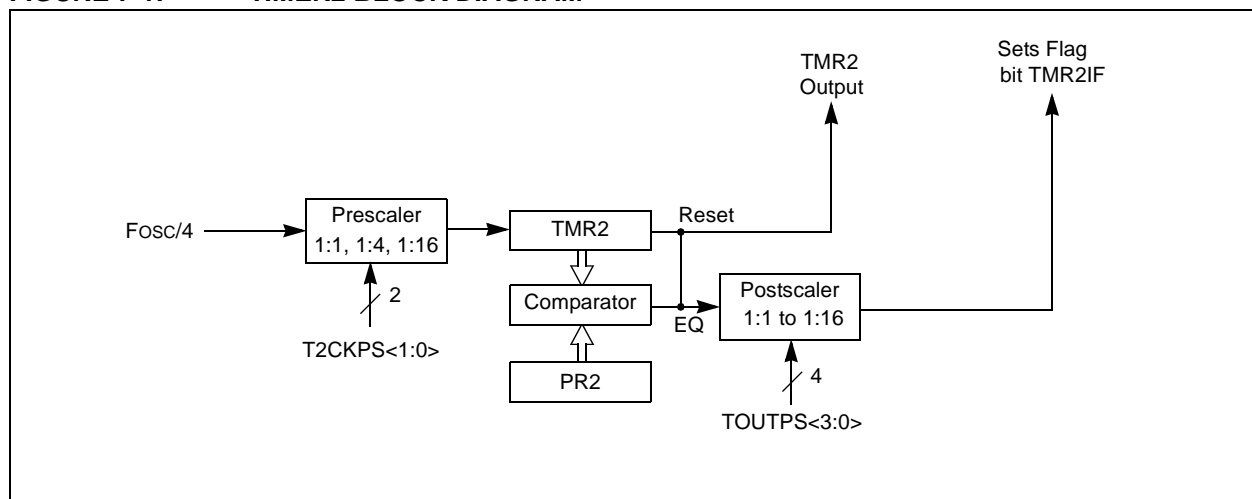 TMR2
Output
Sets Flag
bit TMR2IF
Fosc/4
Prescaler
1:1, 1:4, 1:16
2
T2CKPS<1:0>
TMR2
Reset
Comparator
EQ
PR2
Postscaler
1:1 to 1:16
4
TOUTPS<3:0>